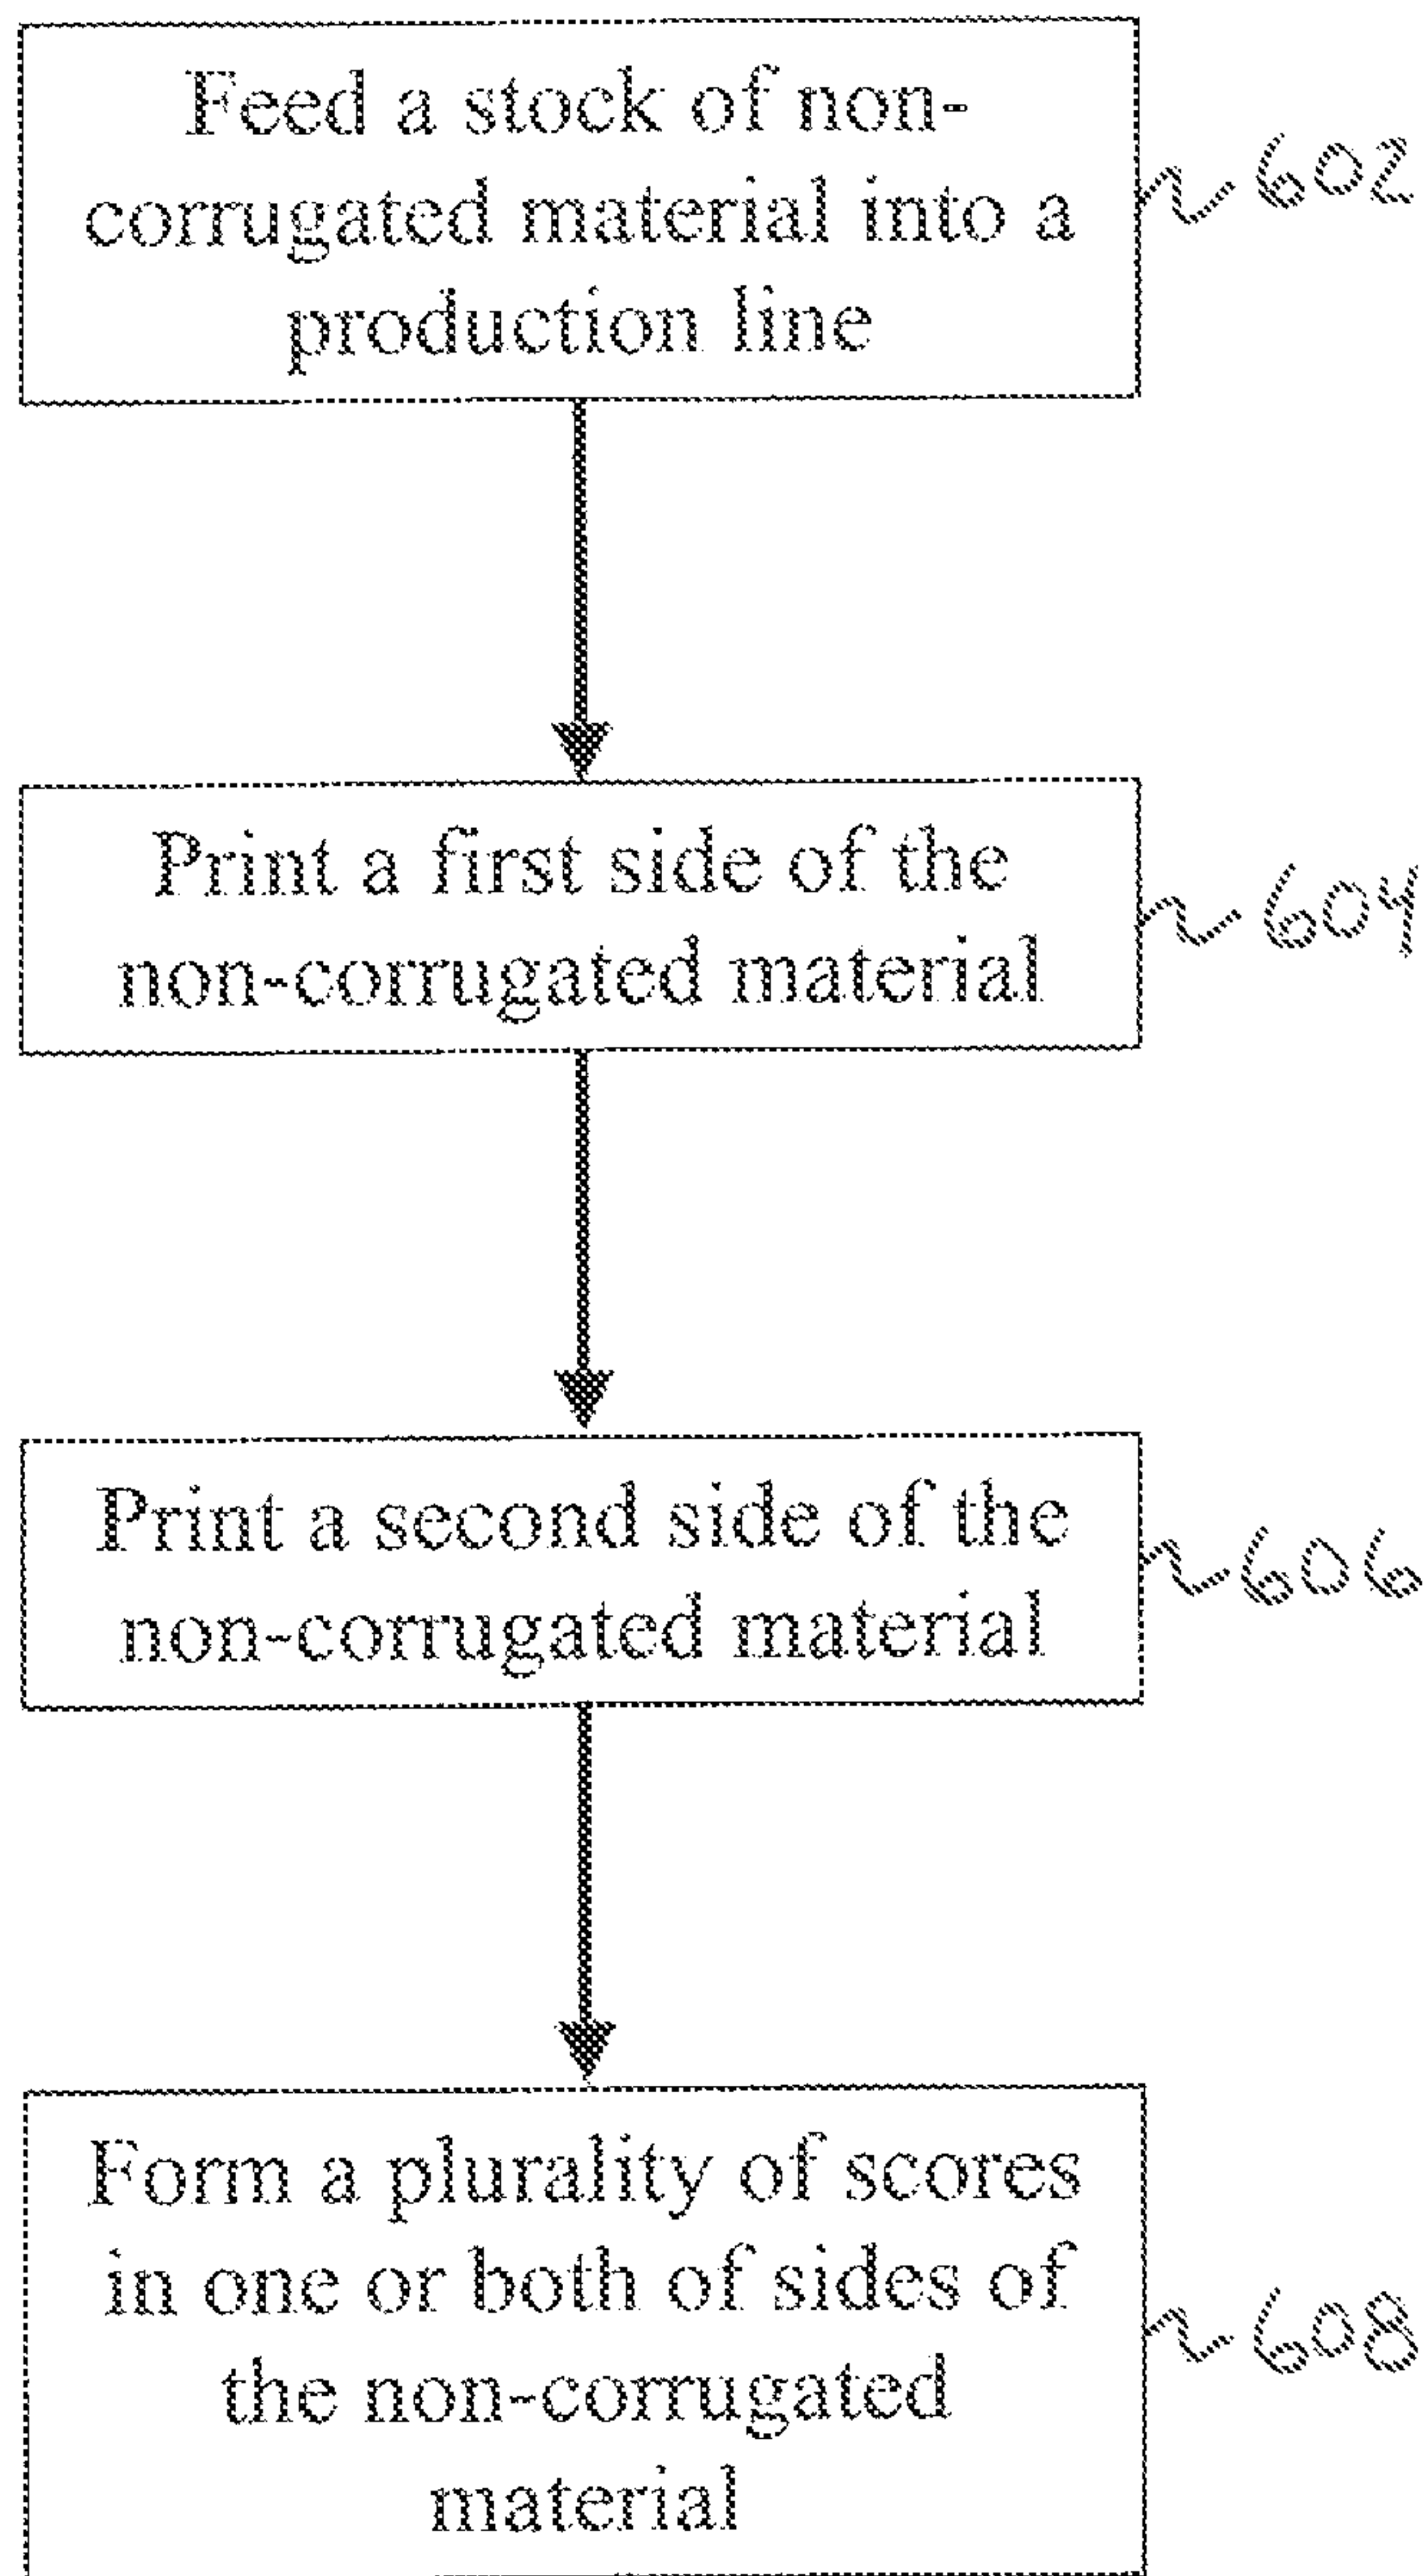 Feed a stock of non-
corrugated material into a
production line
602
Print a first side of the
non-corrugated material
604
Print a second side of the
non-corrugated material
606
Form a plurality of scores
in one or both of sides of
the non-corrugated
material
608